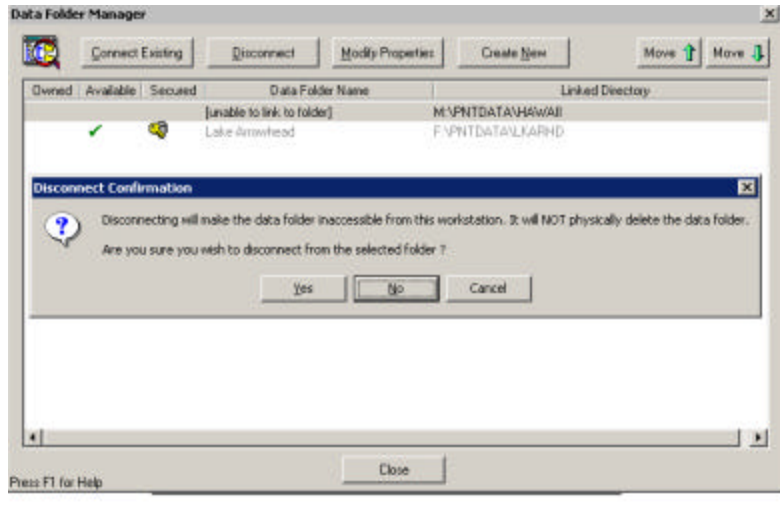 Data Folder Manager
Connect Existing Disconnect Modify Properties Create New Move Move
Owned Available Secured Data Folder Name Linked Directory
[unable to link to folder] M:\PNTDATA\HAWAII
Lake Arrowhead F:\PNTDATA\LKARHD
Disconnect Confirmation
Disconnecting will make the data folder inaccessible from this workstation. It will NOT physically delete the data folder.
Are you sure you wish to disconnect from the selected folder ?
Yes No Cancel
Close
Press F1 for Help